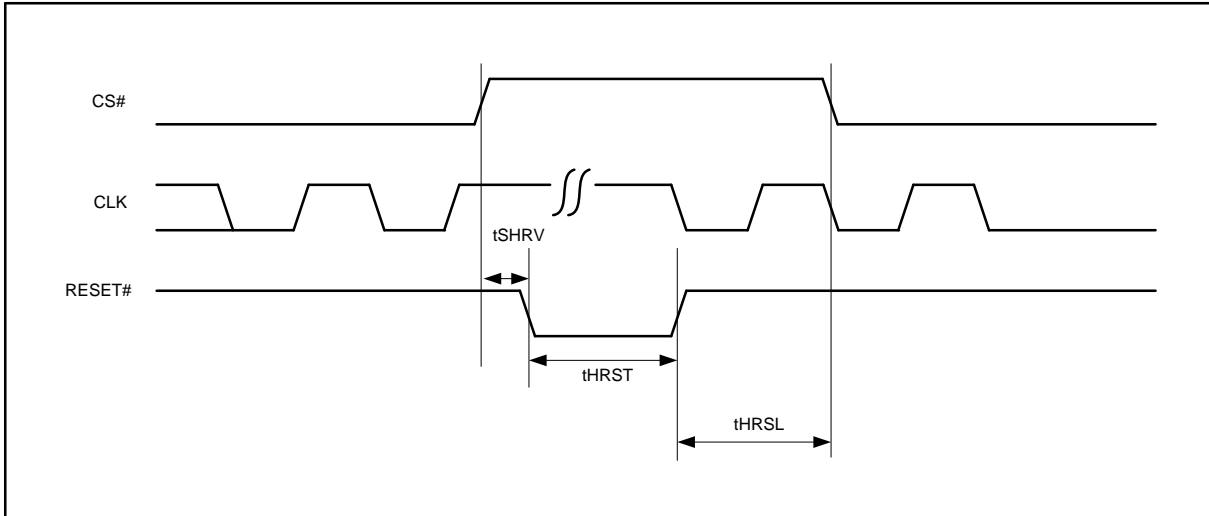 CS#
CLK
tSHRV
RESET#
tHRST
tHRSL